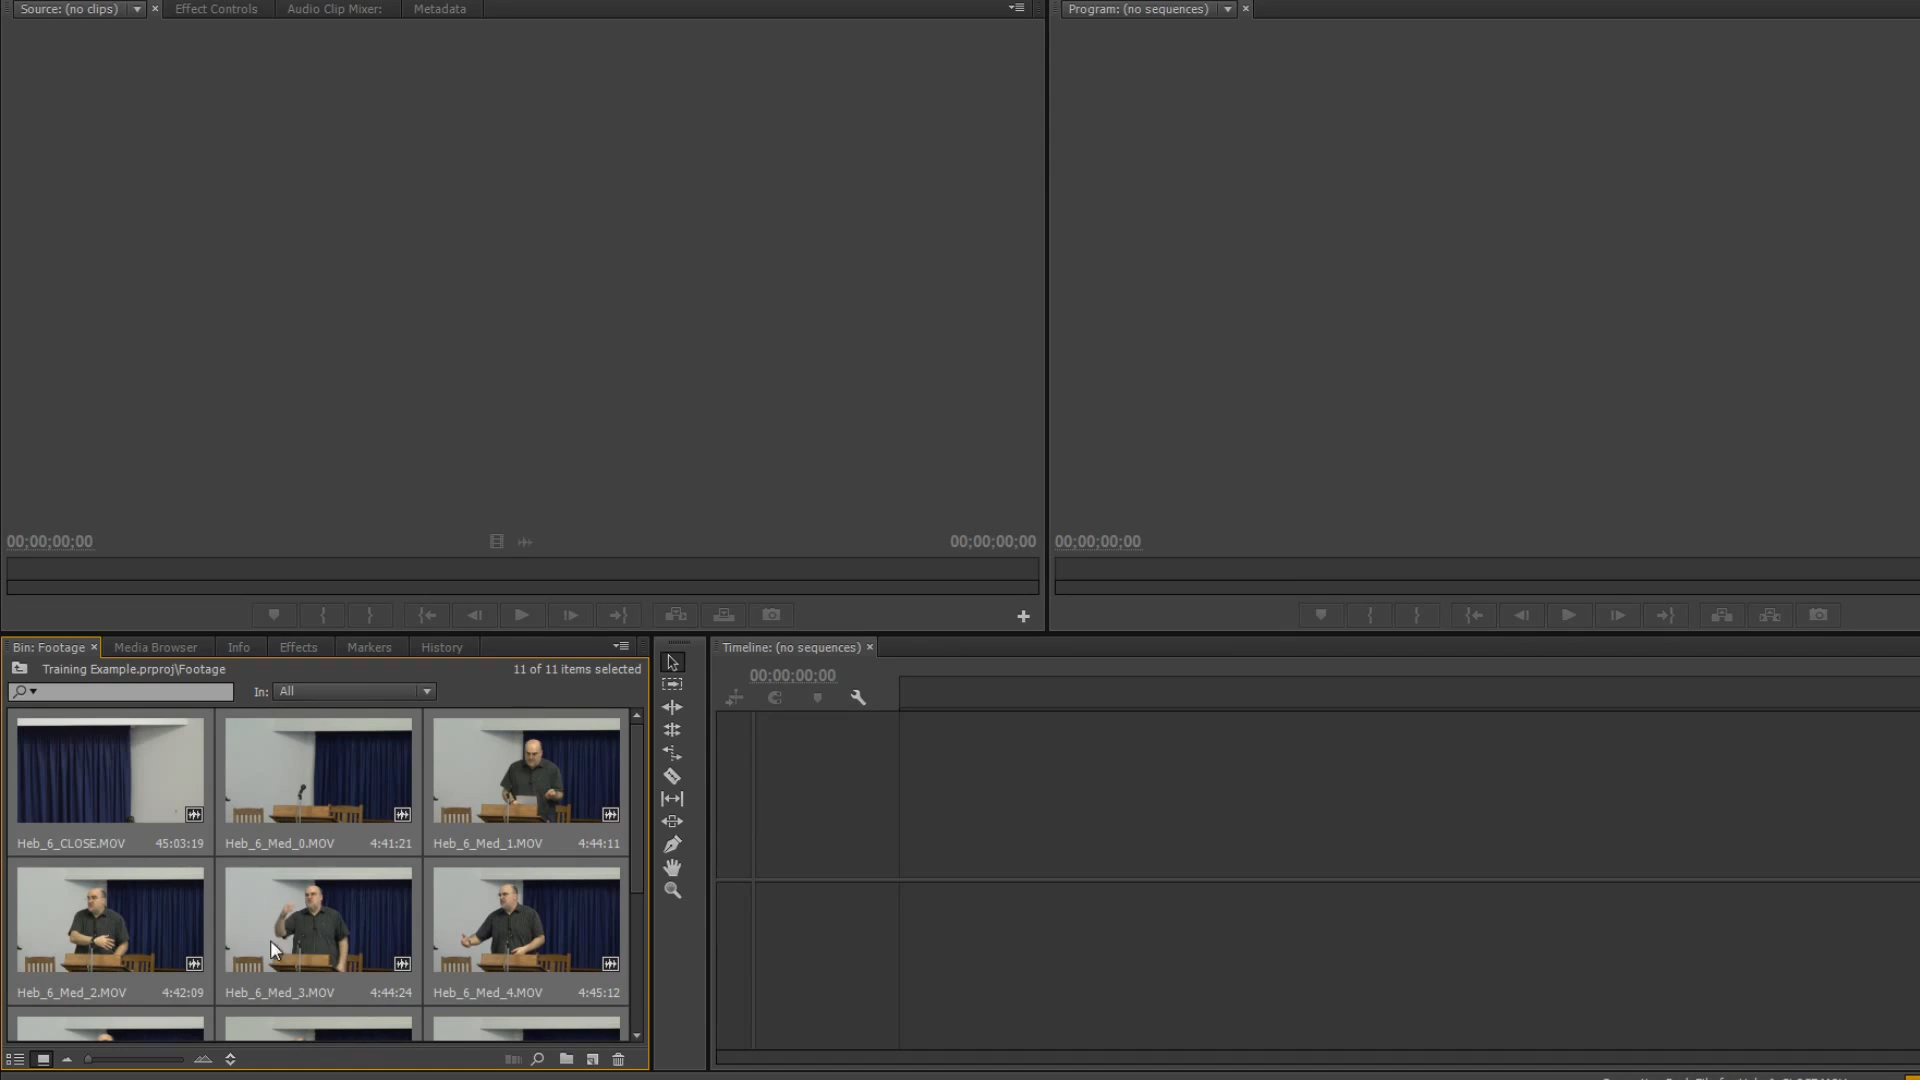 Source: (no clips)
Effect Controls
Audio Clip Mixer:
Metadata
Program: (no sequences)
00;00;00;00
00;00;00;00
00;00;00;00
Bin: Footage
Media Browser
Info
Effects
Markers
History
Training Example.prproj\Footage
11 of 11 items selected
In: All
Heb_6_CLOSE.MOV 45:03:19
Heb_6_Med_0.MOV 4:41:21
Heb_6_Med_1.MOV 4:44:11
Heb_6_Med_2.MOV 4:42:09
Heb_6_Med_3.MOV 4:44:24
Heb_6_Med_4.MOV 4:45:12
Timeline: (no sequences)
00;00;00;00